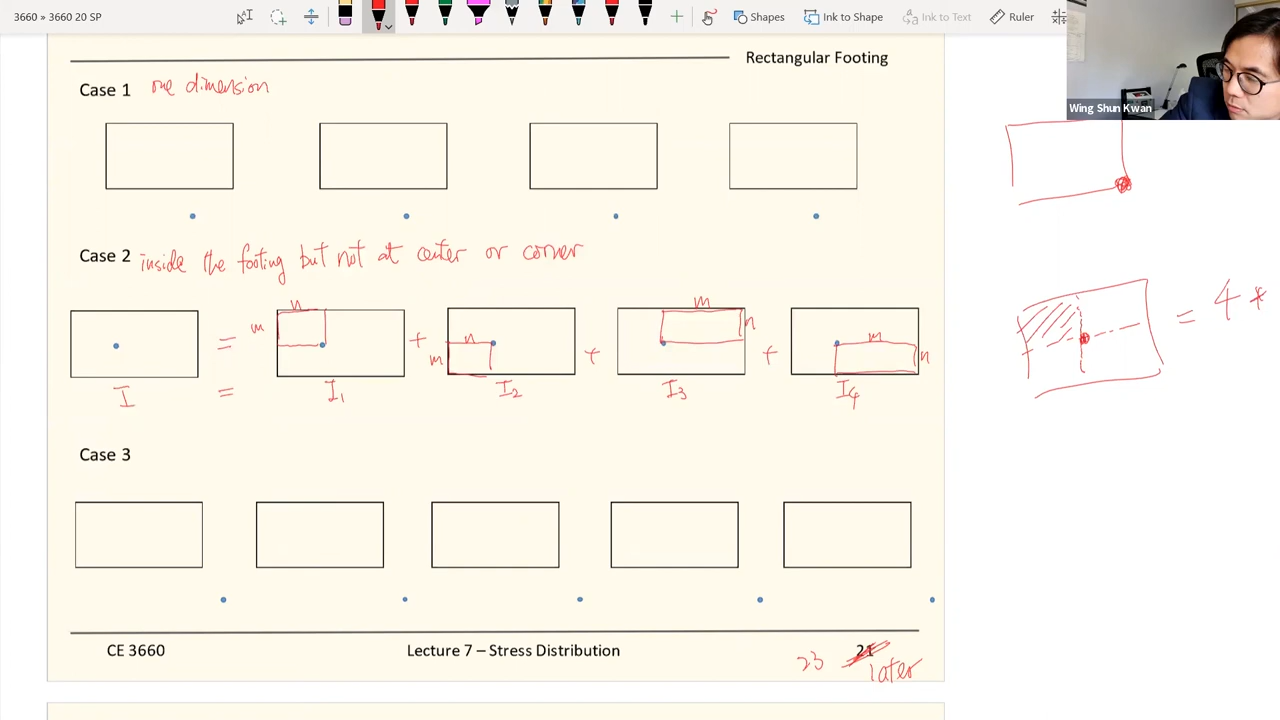 3660 » 3660 20 SP
Shapes
Ink to Shape
Ink to Text
Ruler
Wing Shun Kwan
Rectangular Footing
Case 1 one dimension
Case 2 inside the footing but not at center or corner
n
m
m
n
n
m
m
n
= + + +
I = I1 I2 I3 I4
= 4 *
Case 3
CE 3660
Lecture 7 – Stress Distribution
21
23
later